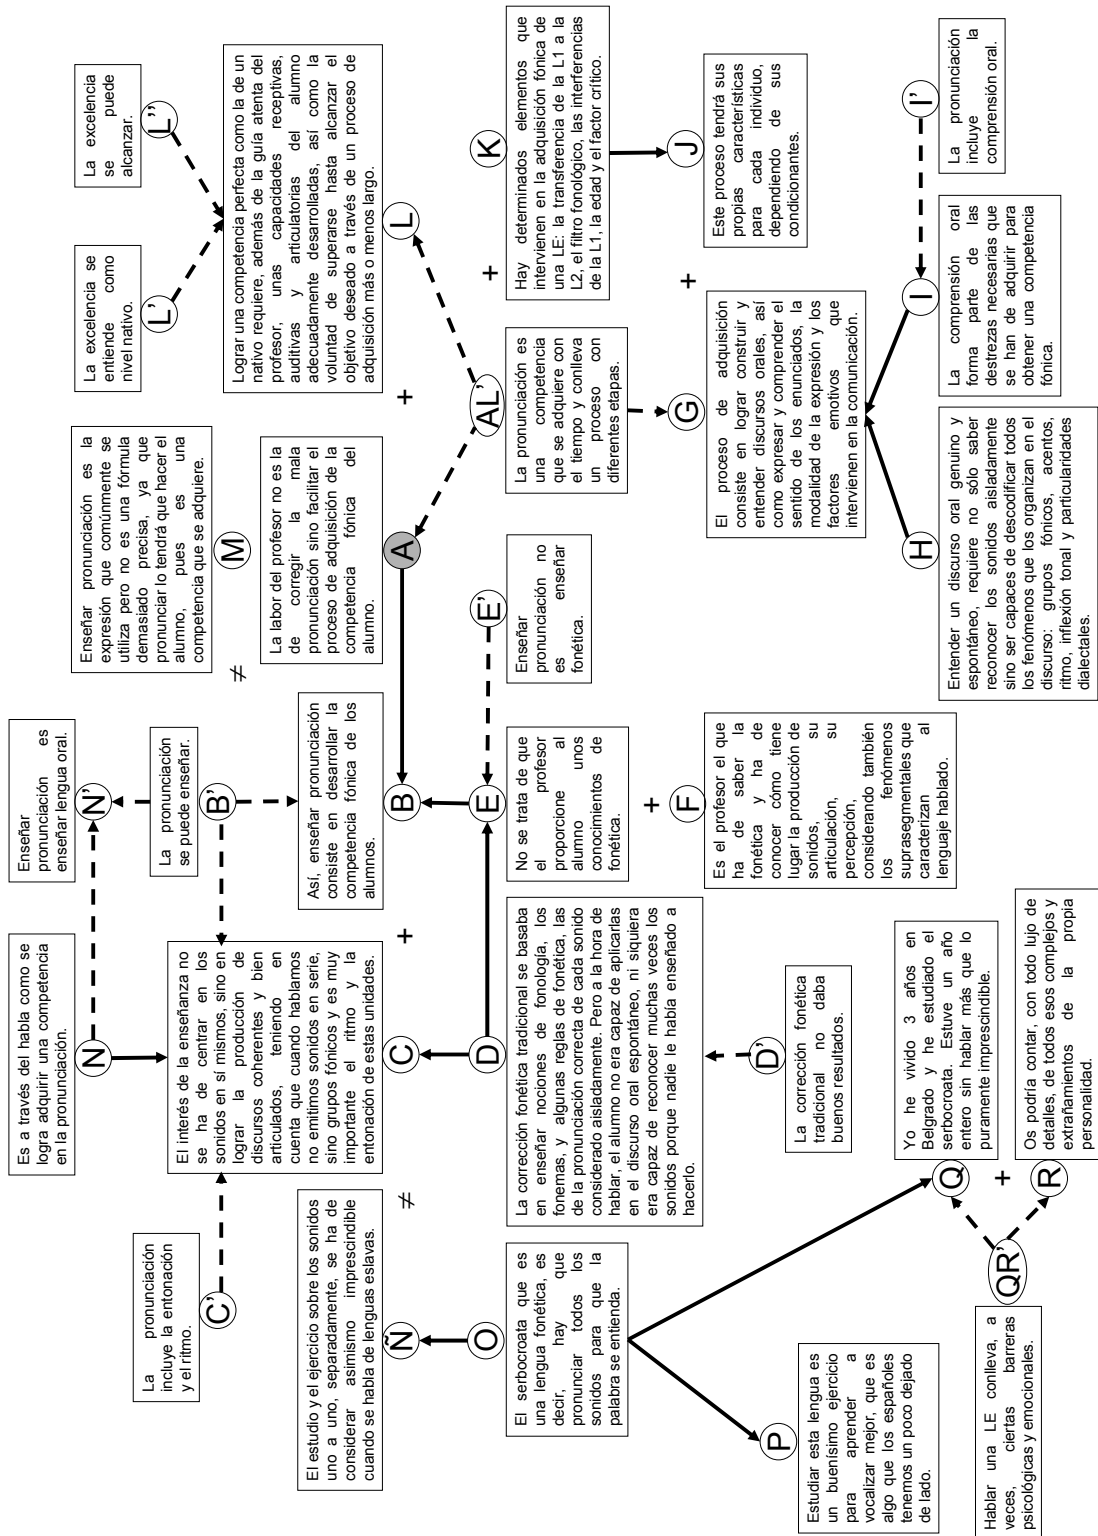 Es a través del habla como se
logra adquirir una competencia
en la pronunciación.
N
Enseñar
pronunciación es
enseñar lengua oral.
N'
La excelencia se
entiende como
nivel nativo.
L'
La excelencia
se puede
alcanzar.
L''
La pronunciación
incluye la entonación
y el ritmo.
C'
El interés de la enseñanza no
se ha de centrar en los
sonidos en sí mismos, sino en
lograr la producción de
discursos coherentes y bien
articulados, teniendo en
cuenta que cuando hablamos
no emitimos sonidos en serie,
sino grupos fónicos y es muy
importante el ritmo y la
entonación de estas unidades.
C
La pronunciación
se puede enseñar.
B'
Enseñar pronunciación es la
expresión que comúnmente se
utiliza pero no es una fórmula
demasiado precisa, ya que
pronunciar lo tendrá que hacer el
alumno, pues es una
competencia que se adquiere.
M
≠
Lograr una competencia perfecta como la de un
nativo requiere, además de la guía atenta del
profesor, unas capacidades receptivas,
auditivas y articulatorias del alumno
adecuadamente desarrolladas, así como la
voluntad de superarse hasta alcanzar el
objetivo deseado a través de un proceso de
adquisición más o menos largo.
L
El estudio y el ejercicio sobre los sonidos
uno a uno, separadamente, se ha de
considerar asimismo imprescindible
cuando se habla de lenguas eslavas.
Ñ
≠
+
Así, enseñar pronunciación
consiste en desarrollar la
competencia fónica de los
alumnos.
B
La labor del profesor no es la
de corregir la mala
pronunciación sino facilitar el
proceso de adquisición de la
competencia fónica del
alumno.
A
+
AL'
O
El serbocroata que es
una lengua fonética, es
decir, hay que
pronunciar todos los
sonidos para que la
palabra se entienda.
D
La corrección fonética tradicional se basaba
en enseñar nociones de fonología, los
fonemas, y algunas reglas de fonética, las
de la pronunciación correcta de cada sonido
considerado aisladamente. Pero a la hora de
hablar, el alumno no era capaz de aplicarlas
en el discurso oral espontáneo, ni siquiera
era capaz de reconocer muchas veces los
sonidos porque nadie le había enseñado a
hacerlo.
E
No se trata de que
el profesor
proporcione al
alumno unos
conocimientos de
fonética.
E'
Enseñar
pronunciación no
es enseñar
fonética.
La pronunciación es
una competencia
que se adquiere con
el tiempo y conlleva
un proceso con
diferentes etapas.
+
K
Hay determinados elementos que
intervienen en la adquisición fónica de
una LE: la transferencia de la L1 a la
L2, el filtro fonológico, las interferencias
de la L1, la edad y el factor crítico.
+
F
Es el profesor el que
ha de saber la
fonética y ha de
conocer cómo tiene
lugar la producción de
sonidos, su
articulación, su
percepción,
considerando también
los fenómenos
suprasegmentales que
caracterizan al
lenguaje hablado.
G
El proceso de adquisición
consiste en lograr construir y
entender discursos orales, así
como expresar y comprender el
sentido de los enunciados, la
modalidad de la expresión y los
factores emotivos que
intervienen en la comunicación.
+
J
Este proceso tendrá sus
propias características
para cada individuo,
dependiendo de sus
condicionantes.
P
Estudiar esta lengua es
un buenísimo ejercicio
para aprender a
vocalizar mejor, que es
algo que los españoles
tenemos un poco dejado
de lado.
D'
La corrección fonética
tradicional no daba
buenos resultados.
H
Entender un discurso oral genuino y
espontáneo, requiere no sólo saber
reconocer los sonidos aisladamente
sino ser capaces de descodificar todos
los fenómenos que los organizan en el
discurso: grupos fónicos, acentos,
ritmo, inflexión tonal y particularidades
dialectales.
I
La comprensión oral
forma parte de las
destrezas necesarias que
se han de adquirir para
obtener una competencia
fónica.
I'
La pronunciación
incluye la
comprensión oral.
Yo he vivido 3 años en
Belgrado y he estudiado el
serbocroata. Estuve un año
entero sin hablar más que lo
puramente imprescindible.
Q
+
R
Os podría contar, con todo lujo de
detalles, de todos esos complejos y
extrañamientos de la propia
personalidad.
QR'
Hablar una LE conlleva, a
veces, ciertas barreras
psicológicas y emocionales.